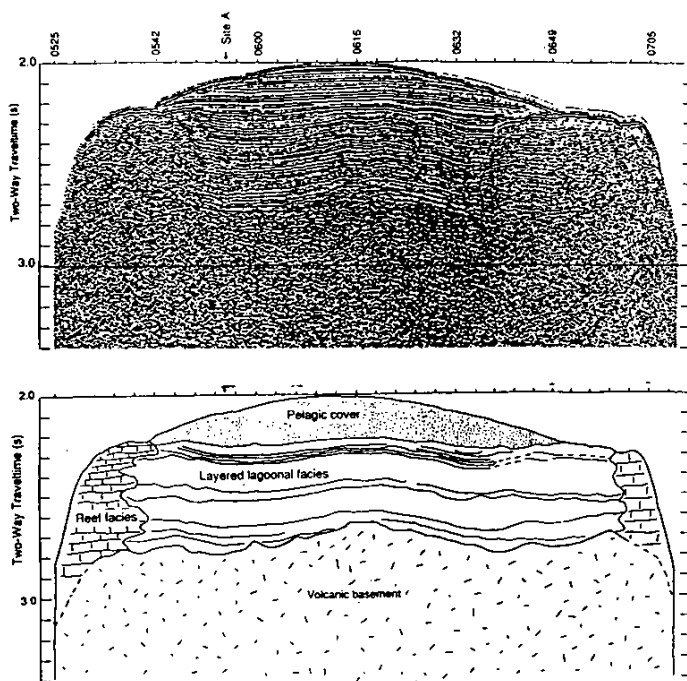 0525
0542
← Site A
0600
0615
0632
0649
0705
2.0
Two-Way Traveltime (s)
3.0
2.0
Pelagic cover
Layered lagoonal facies
Reef facies
Two-Way Traveltime (s)
3.0
Volcanic basement